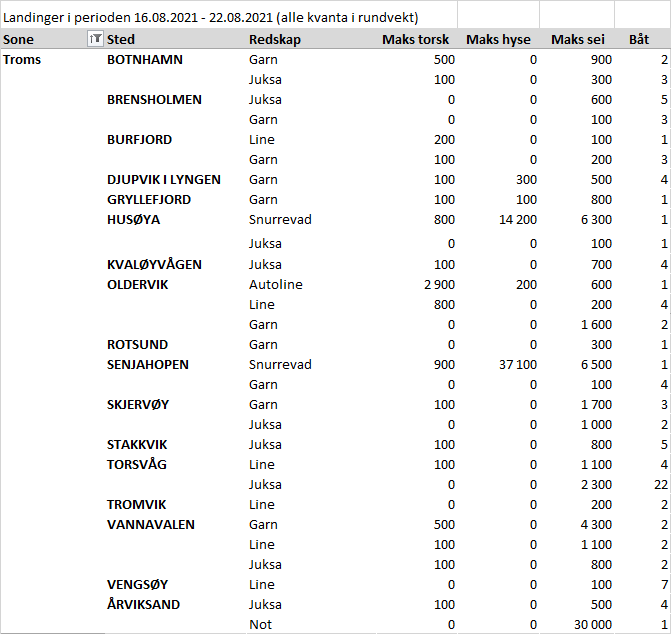 Landinger i perioden 16.08.2021 - 22.08.2021 (alle kvanta i rundvekt)
Sone Sted Redskap Maks torsk Maks hyse Maks sei Båt
Troms BOTNHAMN Garn 500 0 900 2
Juksa 100 0 300 3
BRENSHOLMEN Juksa 0 0 600 5
Garn 0 0 100 3
BURFJORD Line 200 0 100 1
Garn 100 0 200 3
DJUPVIK I LYNGEN Garn 100 300 500 4
GRYLLEFJORD Garn 100 100 800 1
HUSØYA Snurrevad 800 14 200 6 300 1
Juksa 0 0 100 1
KVALØYVÅGEN Juksa 100 0 700 4
OLDERVIK Autoline 2 900 200 600 1
Line 800 0 200 4
Garn 0 0 1 600 2
ROTSUND Garn 0 0 300 1
SENJAHOPEN Snurrevad 900 37 100 6 500 1
Garn 0 0 100 4
SKJERVØY Garn 100 0 1 700 3
Juksa 0 0 1 000 2
STAKKVIK Juksa 100 0 800 5
TORSVÅG Line 100 0 1 100 4
Juksa 0 0 2 300 22
TROMVIK Line 0 0 200 2
VANNAVALEN Garn 500 0 4 300 2
Line 100 0 1 100 2
Juksa 100 0 800 2
VENGSØY Line 0 0 100 7
ÅRVIKSAND Juksa 100 0 500 4
Not 0 0 30 000 1